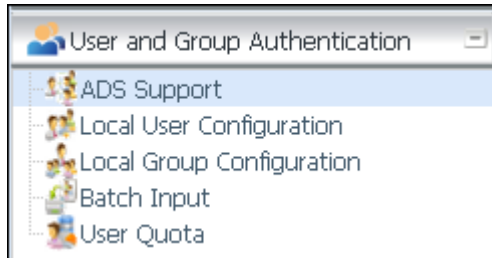 User and Group Authentication
ADS Support
Local User Configuration
Local Group Configuration
Batch Input
User Quota